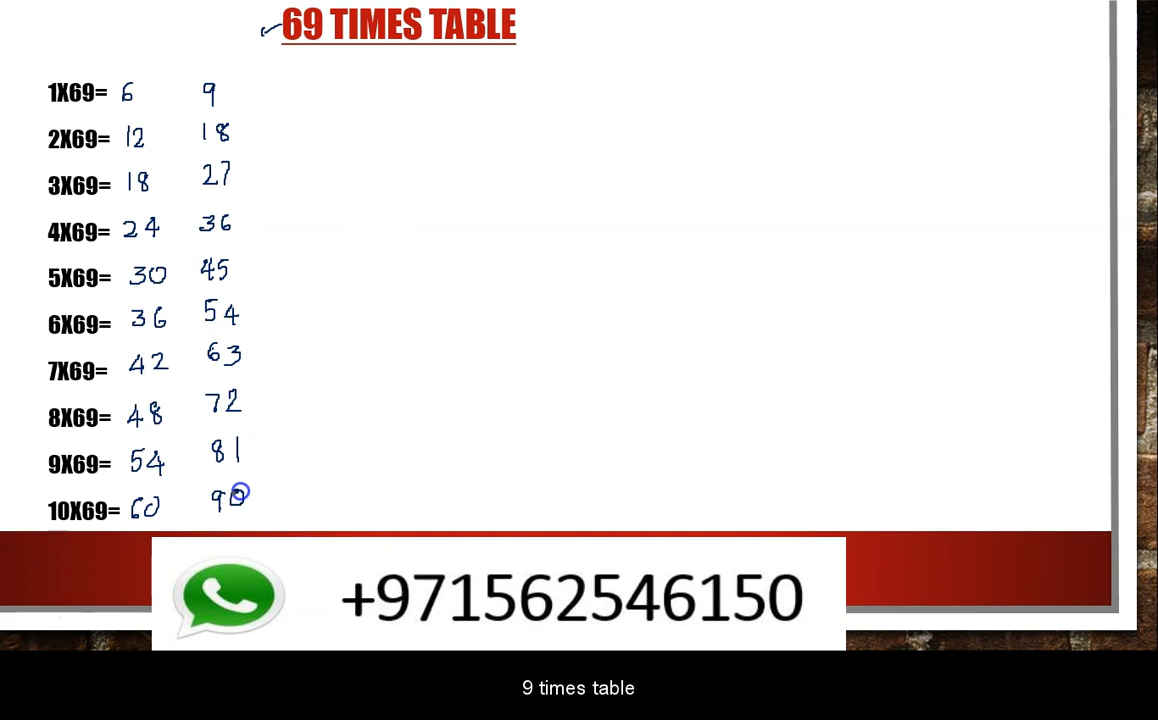 69 TIMES TABLE
1X69= 6 9
2X69= 12 18
3X69= 18 27
4X69= 24 36
5X69= 30 45
6X69= 36 54
7X69= 42 63
8X69= 48 72
9X69= 54 81
10X69= 60 90
+971562546150
9 times table